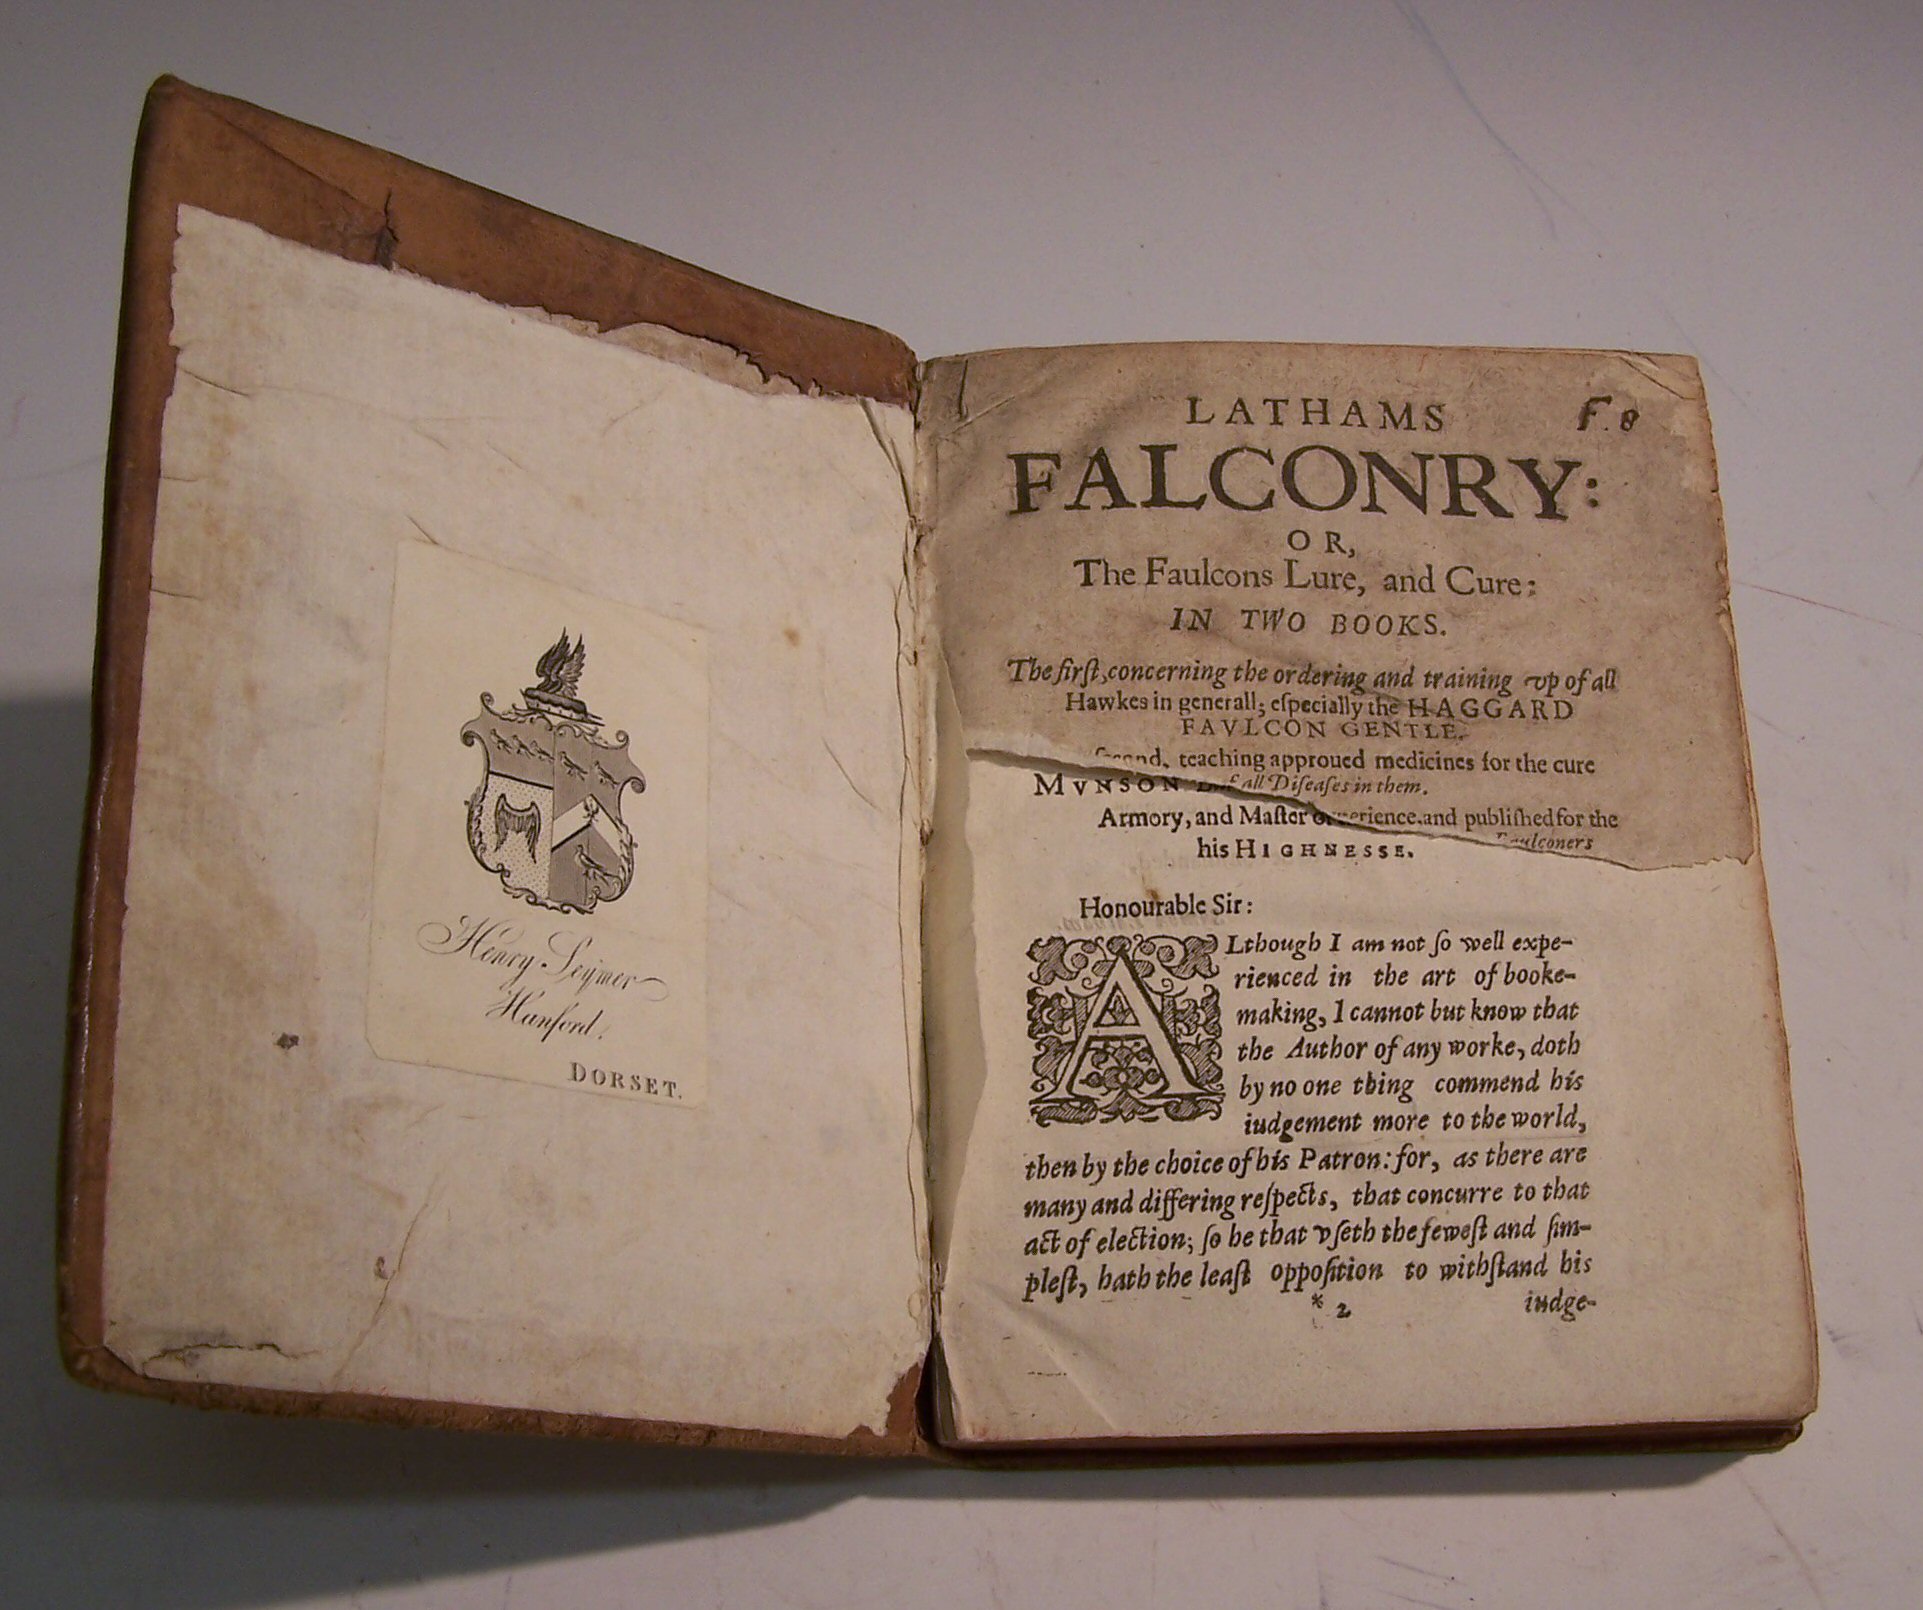 Henry Seymer
Hanford.
DORSET.
F. 8
LATHAMS
FALCONRY:
OR,
The Faulcons Lure, and Cure:
IN TWO BOOKS.
The firſt, concerning the ordering and training vp of all
Hawkes in generall; eſpecially the HAGGARD
FAVLCON GENTLE.
teaching approued medicines for the cure
all Diſeaſes in them.
and publiſhed for the
MVNSON
Armory, and Maſter
his HIGHNESSE.
Honourable Sir:
ALthough I am not ſo well expe-
rienced in the art of booke-
making, I cannot but know that
the Author of any worke, doth
by no one thing commend his
iudgement more to the world,
then by the choice of his Patron: for, as there are
many and differing reſpects, that concurre to that
act of election; ſo he that vſeth the feweſt and ſim-
pleſt, hath the leaſt oppoſition to withſtand his
* 2
iudge-